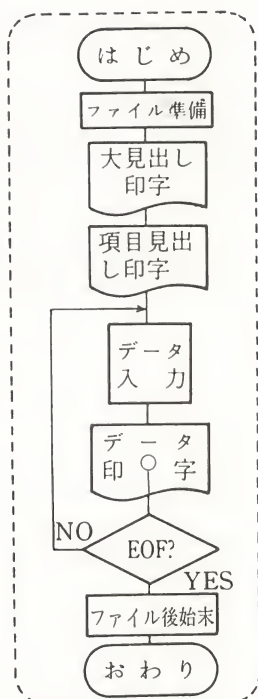 はじめ
ファイル準備
大見出し
印字
項目見出
し印字
データ
入力
データ
印字
NO
EOF?
YES
ファイル後始末
おわり